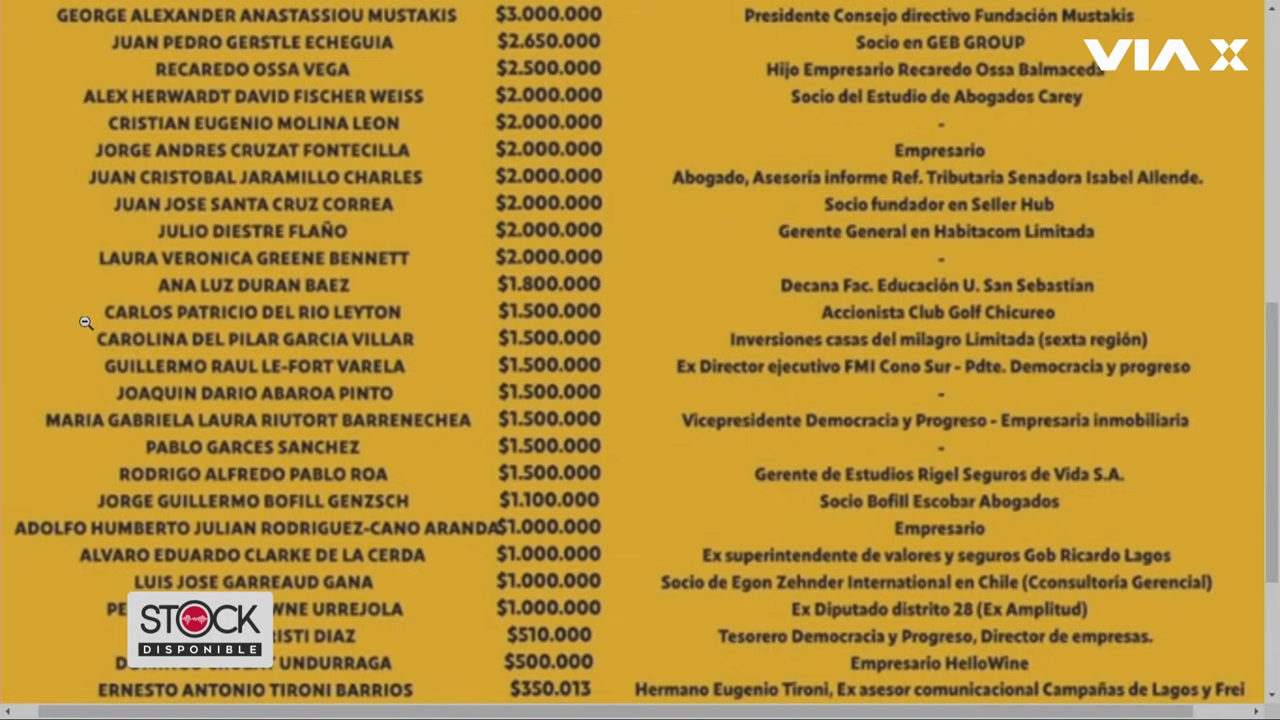 GEORGE ALEXANDER ANASTASSIOU MUSTAKIS $3.000.000 Presidente Consejo directivo Fundación Mustakis
JUAN PEDRO GERSTLE ECHEGUIA $2.650.000 Socio en GEB GROUP
VIA X
RECAREDO OSSA VEGA $2.500.000 Hijo Empresario Recaredo Ossa Balmaceda
ALEX HERWARDT DAVID FISCHER WEISS $2.000.000 Socio del Estudio de Abogados Carey
CRISTIAN EUGENIO MOLINA LEON $2.000.000 -
JORGE ANDRES CRUZAT FONTECILLA $2.000.000 Empresario
JUAN CRISTOBAL JARAMILLO CHARLES $2.000.000 Abogado, Asesoría informe Ref. Tributaria Senadora Isabel Allende.
JUAN JOSE SANTA CRUZ CORREA $2.000.000 Socio fundador en Seller Hub
JULIO DIESTRE FLAÑO $2.000.000 Gerente General en Habitacom Limitada
LAURA VERONICA GREENE BENNETT $2.000.000 -
ANA LUZ DURAN BAEZ $1.800.000 Decana Fac. Educación U. San Sebastían
CARLOS PATRICIO DEL RIO LEYTON $1.500.000 Accionista Club Golf Chicureo
CAROLINA DEL PILAR GARCIA VILLAR $1.500.000 Inversiones casas del milagro Limitada (sexta región)
GUILLERMO RAUL LE-FORT VARELA $1.500.000 Ex Director ejecutivo FMI Cono Sur - Pdte. Democracia y progreso
JOAQUIN DARIO ABAROA PINTO $1.500.000 -
MARIA GABRIELA LAURA RIUTORT BARRENECHEA $1.500.000 Vicepresidente Democracia y Progreso - Empresaria inmobiliaria
PABLO GARCES SANCHEZ $1.500.000 -
RODRIGO ALFREDO PABLO ROA $1.500.000 Gerente de Estudios Rigel Seguros de Vida S.A.
JORGE GUILLERMO BOFILL GENZSCH $1.100.000 Socio Bofill Escobar Abogados
ADOLFO HUMBERTO JULIAN RODRIGUEZ-CANO ARANDA $1.000.000 Empresario
ALVARO EDUARDO CLARKE DE LA CERDA $1.000.000 Ex superintendente de valores y seguros Gob Ricardo Lagos
LUIS JOSE GARREAUD GANA $1.000.000 Socio de Egon Zehnder International en Chile (Cconsultoría Gerencial)
URREJOLA $1.000.000 Ex Diputado distrito 28 (Ex Amplitud)
STOCK
DISPONIBLE
DIAZ $510.000 Tesorero Democracia y Progreso, Director de empresas.
UNDURRAGA $500.000 Empresario HelloWine
ERNESTO ANTONIO TIRONI BARRIOS $350.013 Hermano Eugenio Tironi, Ex asesor comunicacional Campañas de Lagos y Frei